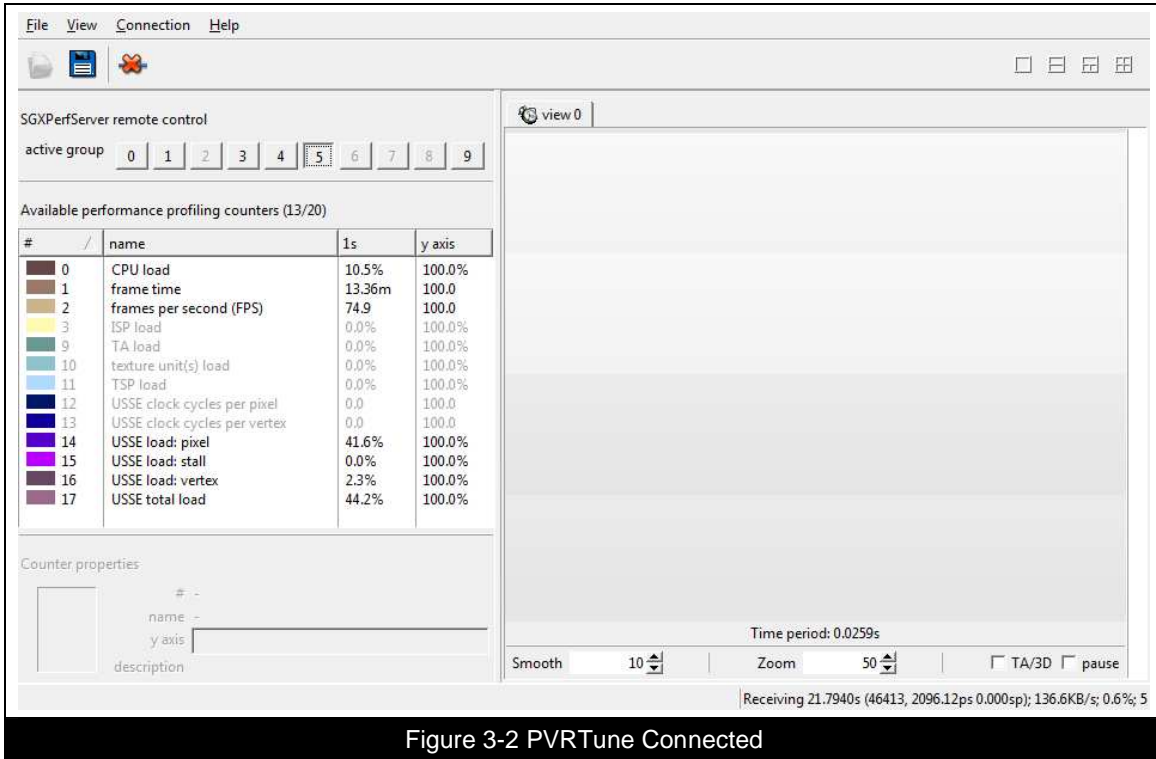 File View Connection Help
SGXPerfServer remote control
active group 0 1 2 3 4 5 6 7 8 9
Available performance profiling counters (13/20)
# / name 1s y axis
0 CPU load 10.5% 100.0%
1 frame time 13.36m 100.0
2 frames per second (FPS) 74.9 100.0
3 ISP load 0.0% 100.0%
9 TA load 0.0% 100.0%
10 texture unit(s) load 0.0% 100.0%
11 TSP load 0.0% 100.0%
12 USSE clock cycles per pixel 0.0 100.0
13 USSE clock cycles per vertex 0.0 100.0
14 USSE load: pixel 41.6% 100.0%
15 USSE load: stall 0.0% 100.0%
16 USSE load: vertex 2.3% 100.0%
17 USSE total load 44.2% 100.0%
Counter properties
# -
name -
y axis
description
view 0
Time period: 0.0259s
Smooth 10 Zoom 50 TA/3D pause
Receiving 21.7940s (46413, 2096.12ps 0.000sp); 136.6KB/s; 0.6%; 5
Figure 3-2 PVRTune Connected